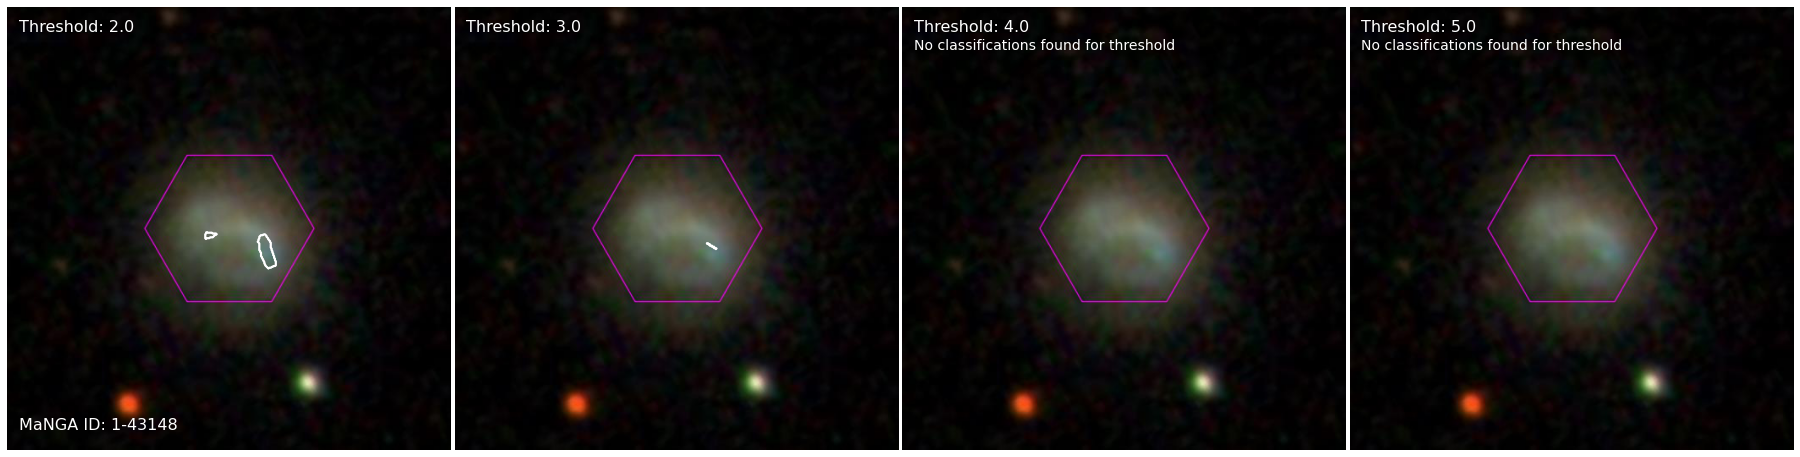 Threshold: 2.0
MaNGA ID: 1-43148
Threshold: 3.0
Threshold: 4.0
No classifications found for threshold
Threshold: 5.0
No classifications found for threshold